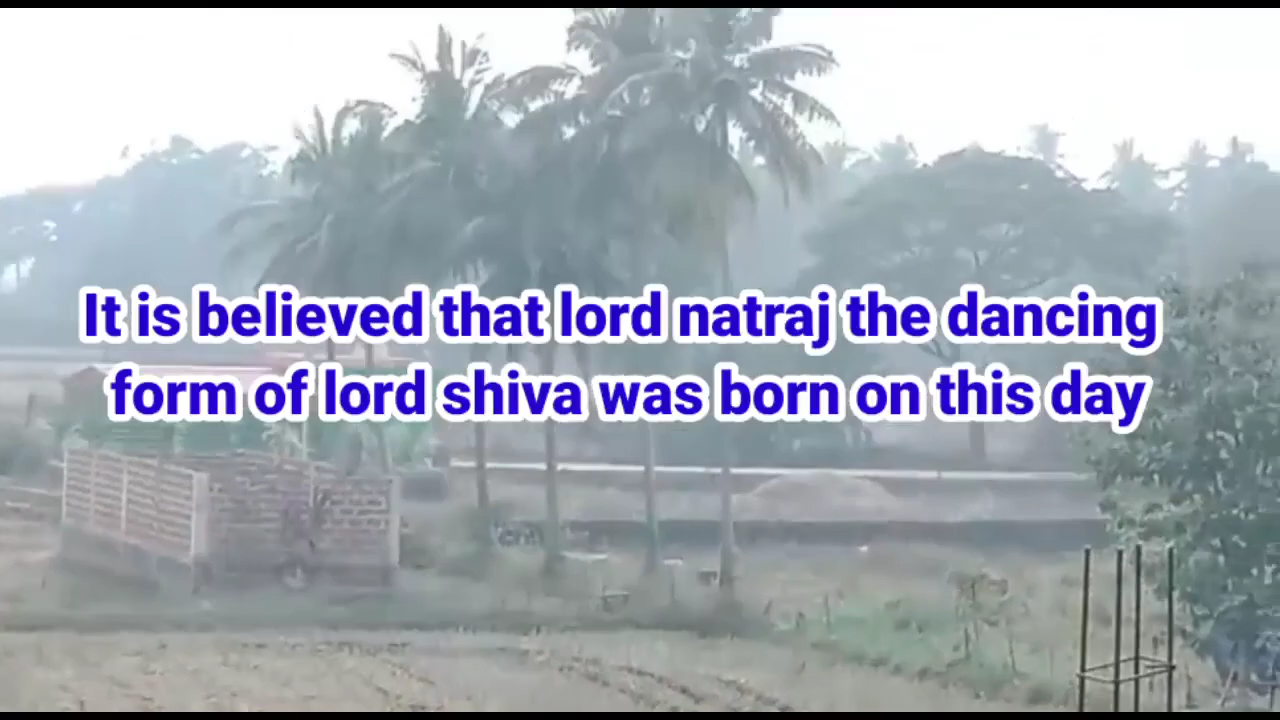 It is believed that lord natraj the dancing
form of lord shiva was born on this day